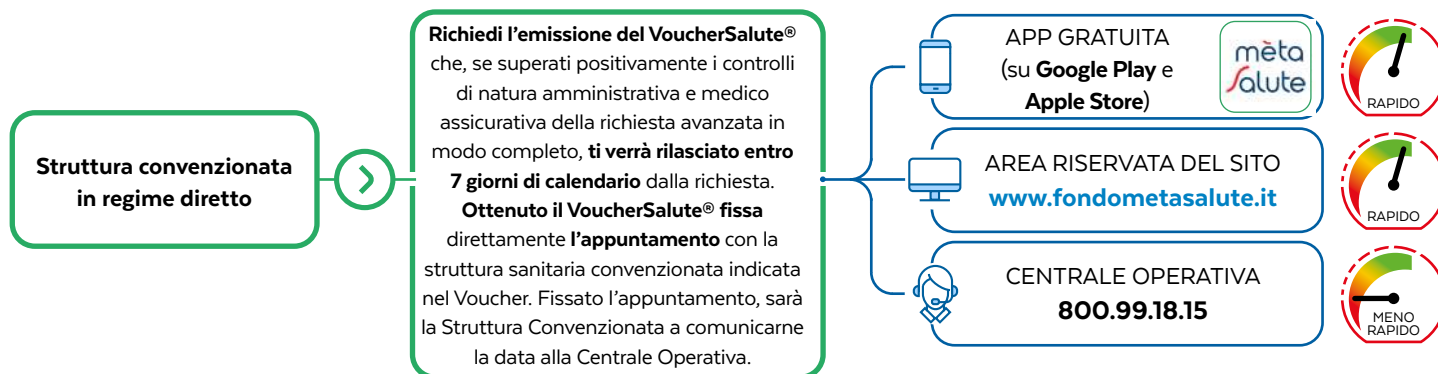 Struttura convenzionata
in regime diretto
Richiedi l’emissione del VoucherSalute®
che, se superati positivamente i controlli
di natura amministrativa e medico
assicurativa della richiesta avanzata in
modo completo, ti verrà rilasciato entro
7 giorni di calendario dalla richiesta.
Ottenuto il VoucherSalute® fissa
direttamente l’appuntamento con la
struttura sanitaria convenzionata indicata
nel Voucher. Fissato l’appuntamento, sarà
la Struttura Convenzionata a comunicarne
la data alla Centrale Operativa.
APP GRATUITA
(su Google Play e
Apple Store)
mèta
Salute
RAPIDO
AREA RISERVATA DEL SITO
www.fondometasalute.it
RAPIDO
CENTRALE OPERATIVA
800.99.18.15
MENO
RAPIDO